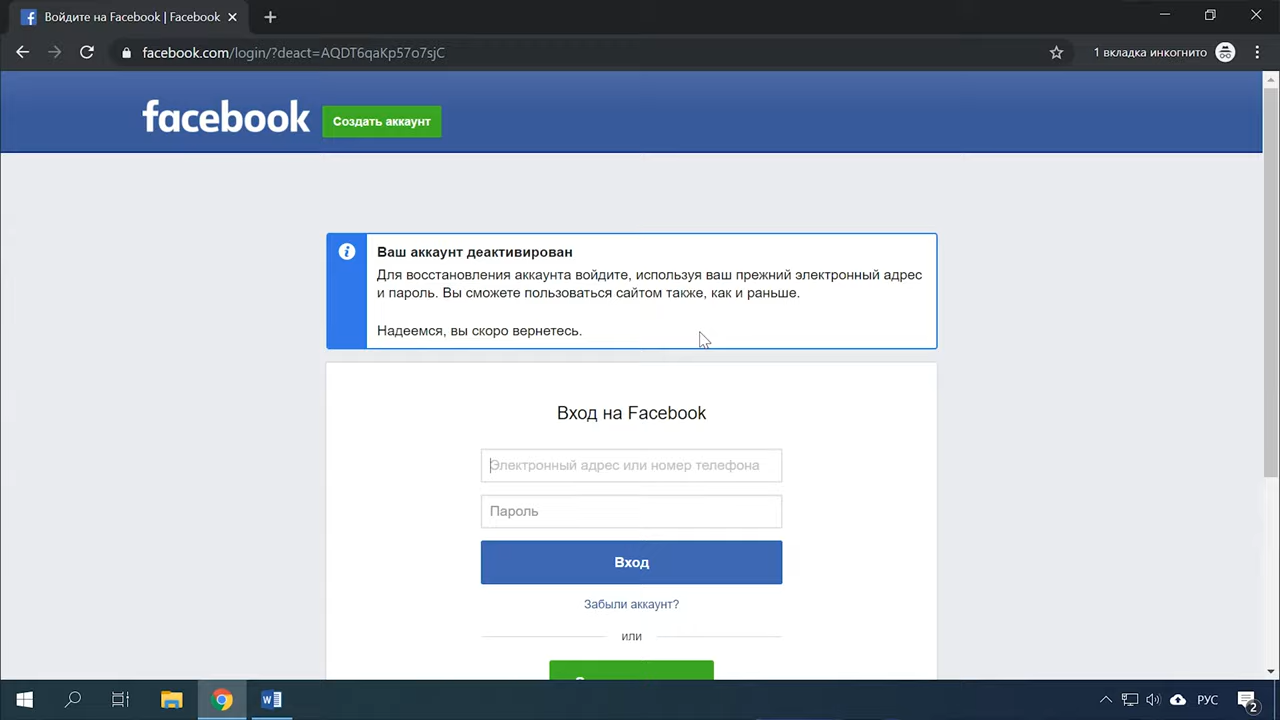 Войдите на Facebook | Facebook
facebook.com/login/?deact=AQDT6qaKp57o7sjC
1 вкладка инкогнито
facebook
Создать аккаунт
Ваш аккаунт деактивирован
Для восстановления аккаунта войдите, используя ваш прежний электронный адрес
и пароль. Вы сможете пользоваться сайтом также, как и раньше.
Надеемся, вы скоро вернетесь.
Вход на Facebook
Электронный адрес или номер телефона
Пароль
Вход
Забыли аккаунт?
или
РУС
2